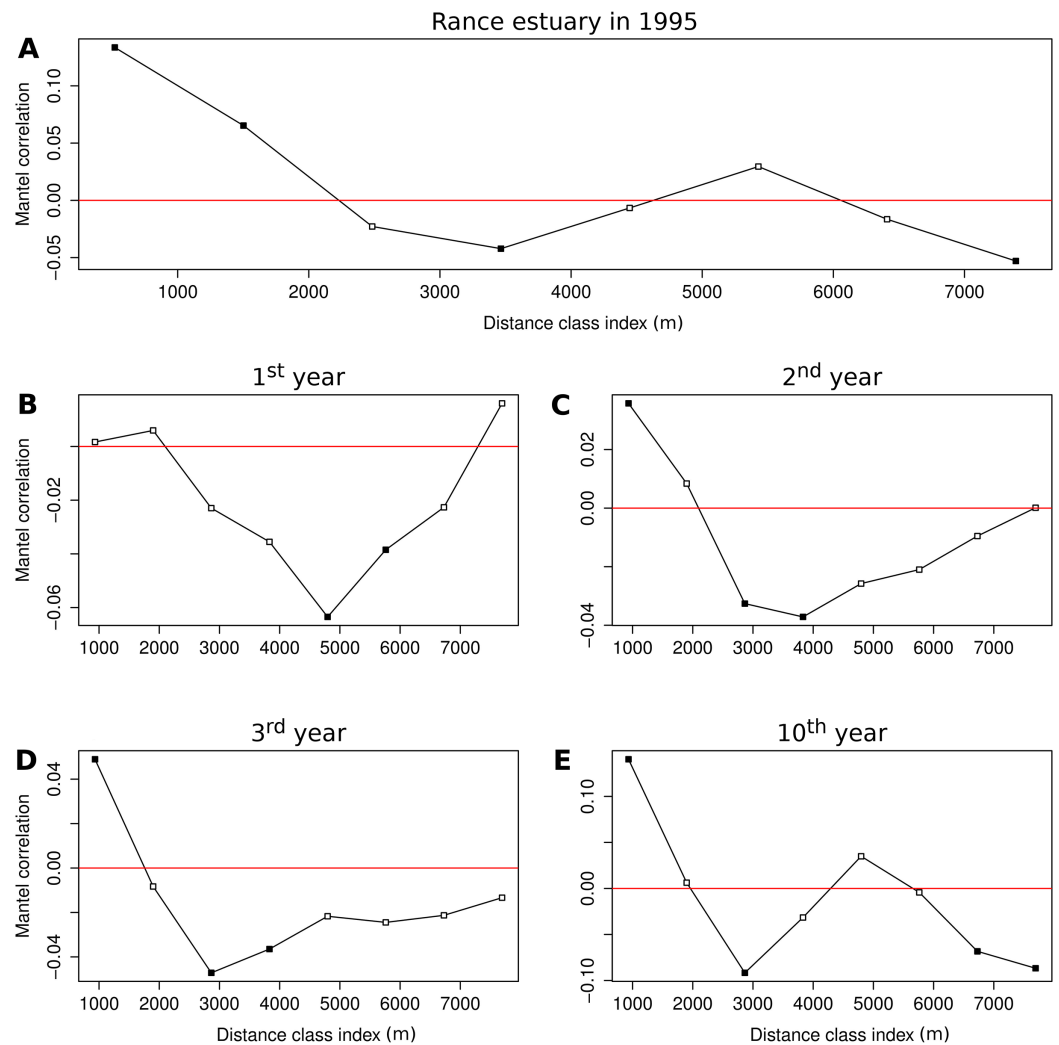 Rance estuary in 1995
A
Mantel correlation
0.10
0.05
0.00
−0.05
1000 2000 3000 4000 5000 6000 7000
Distance class index (m)
1st year
B
Mantel correlation
−0.02
−0.06
1000 2000 3000 4000 5000 6000 7000
2nd year
C
0.02
0.00
−0.04
1000 2000 3000 4000 5000 6000 7000
3rd year
D
Mantel correlation
0.04
0.00
−0.04
1000 2000 3000 4000 5000 6000 7000
Distance class index (m)
10th year
E
0.10
0.00
−0.10
1000 2000 3000 4000 5000 6000 7000
Distance class index (m)